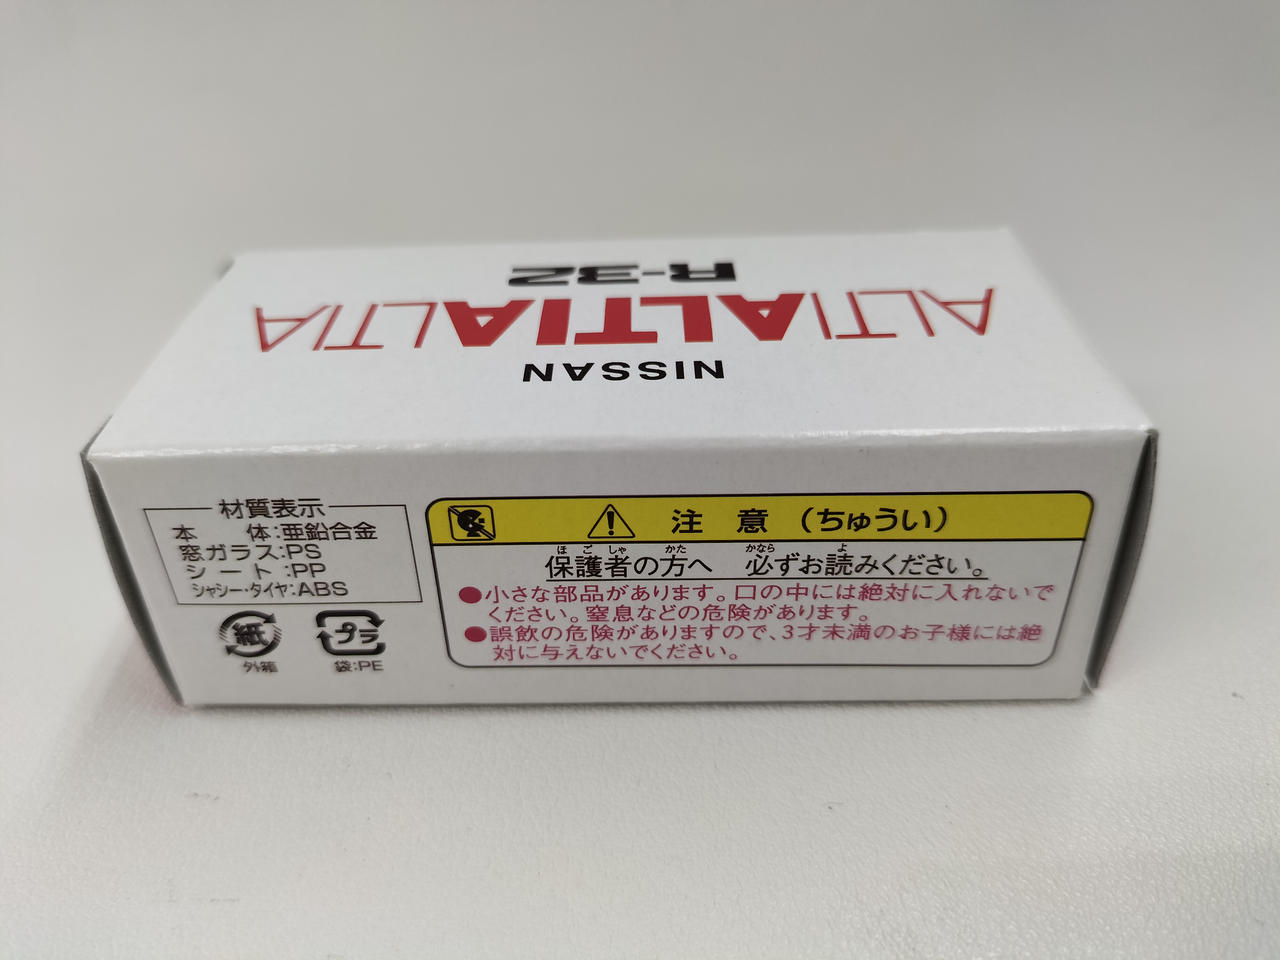 NISSAN
ALTIALTIALTIA
R-32
材質表示
本 体:亜鉛合金
窓ガラス:PS
シート:PP
シャシー・タイヤ:ABS
紙
外箱
プラ
袋:PE
注 意 (ちゅうい)
保護者の方へ 必ずお読みください。
ほごしゃ かた かなら よ
●小さな部品があります。口の中には絶対に入れないで
ください。窒息などの危険があります。
●誤飲の危険がありますので、3才未満のお子様には絶
対に与えないでください。